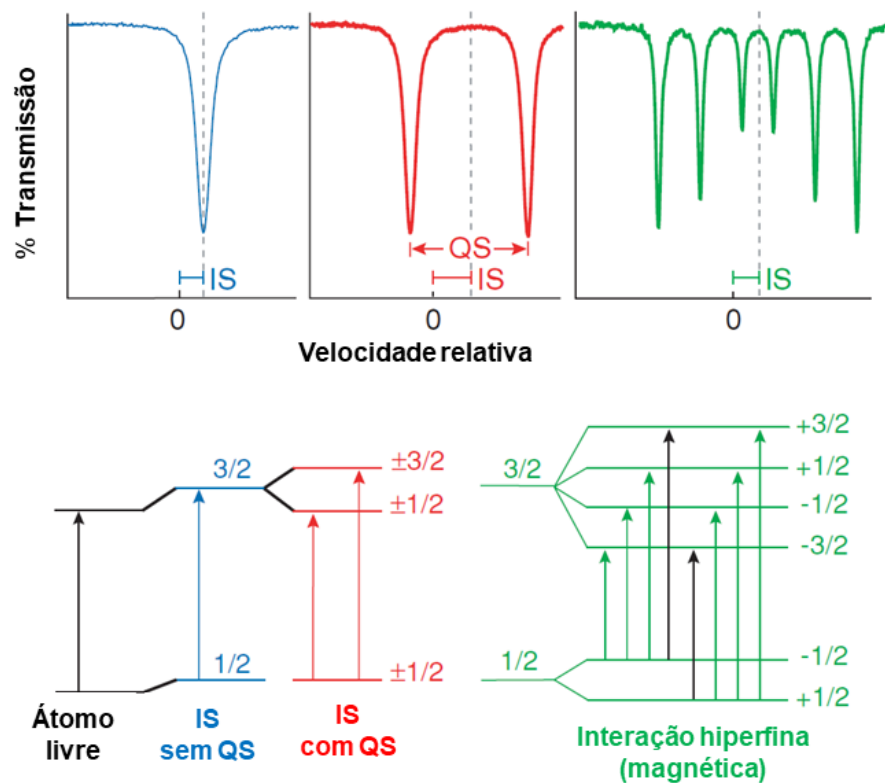 % Transmissão
IS
QS
IS
IS
0
0
0
Velocidade relativa
3/2
1/2
±3/2
±1/2
±1/2
3/2
1/2
+3/2
+1/2
-1/2
-3/2
-1/2
+1/2
Átomo
livre
IS
sem QS
IS
com QS
Interação hiperfina
(magnética)